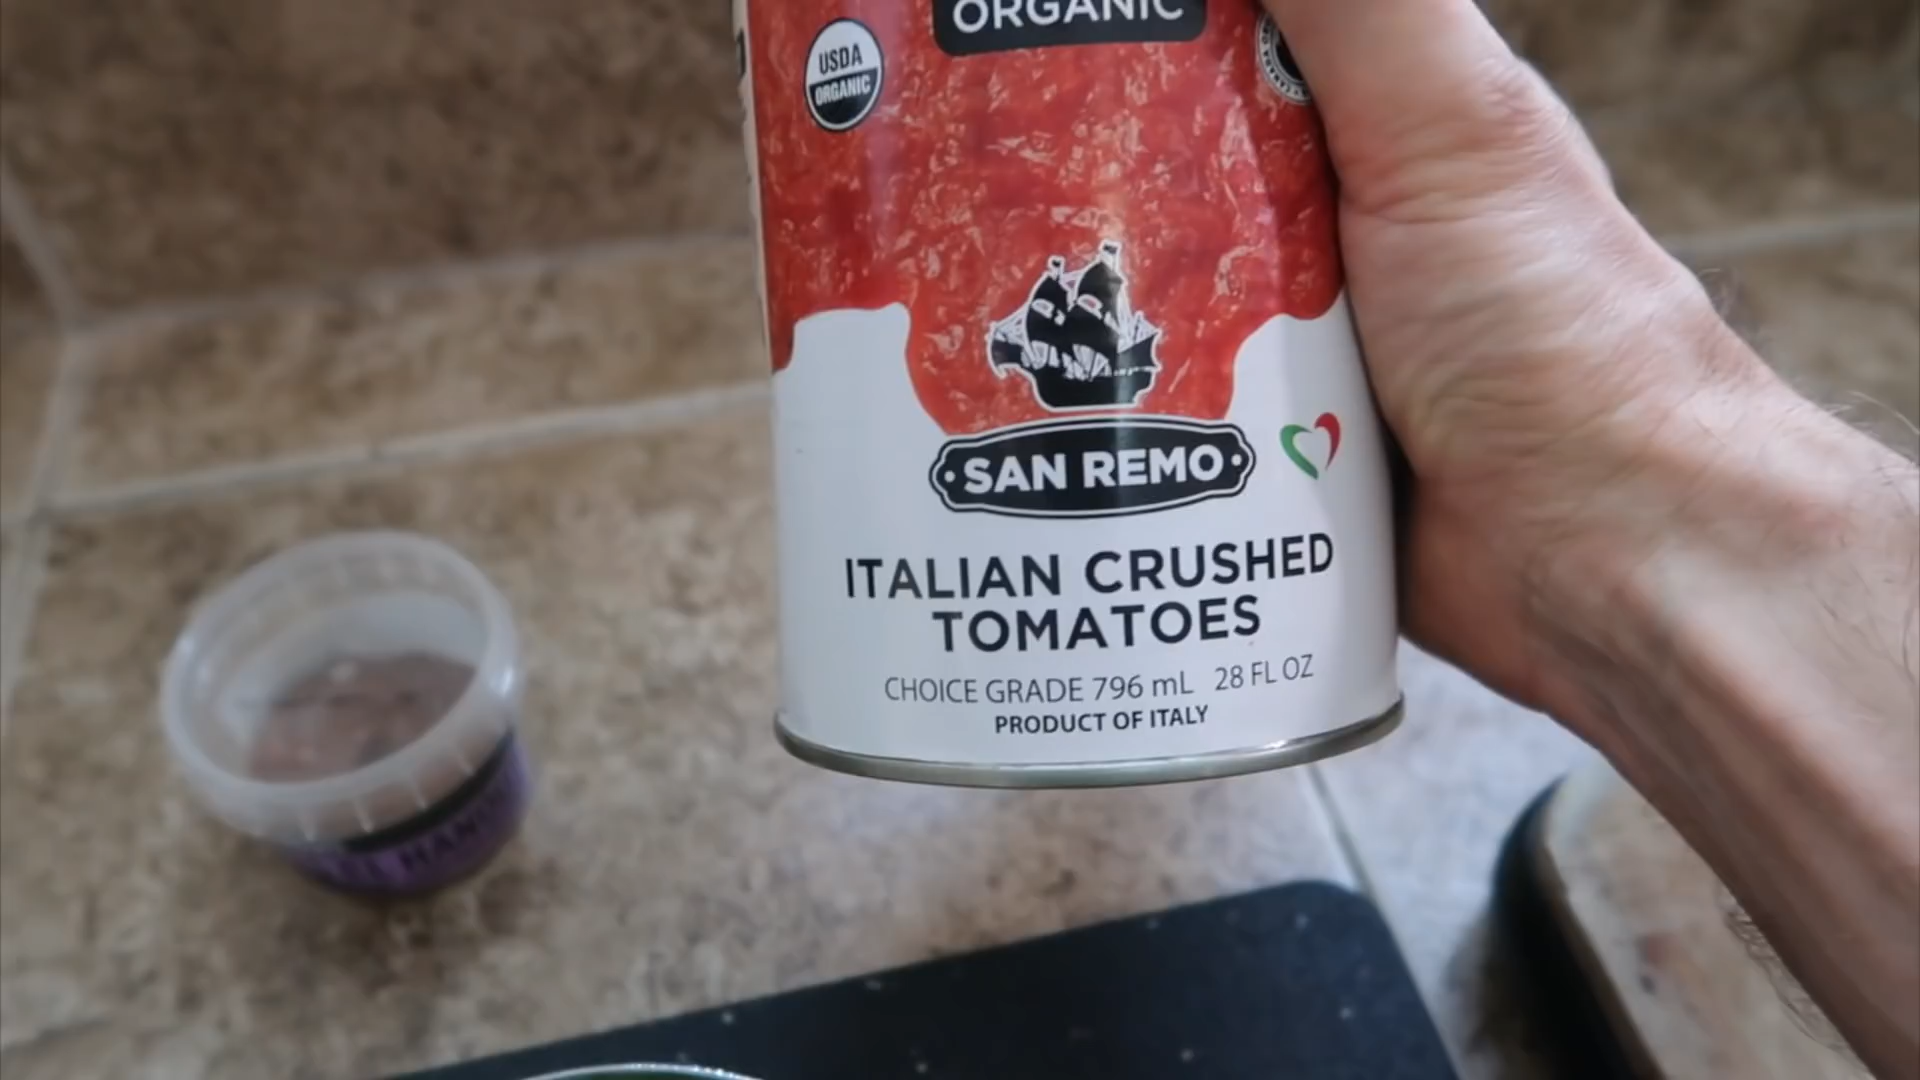 ORGANIC
USDA
ORGANIC
SAN REMO
ITALIAN CRUSHED
TOMATOES
CHOICE GRADE 796 mL 28 FL OZ
PRODUCT OF ITALY